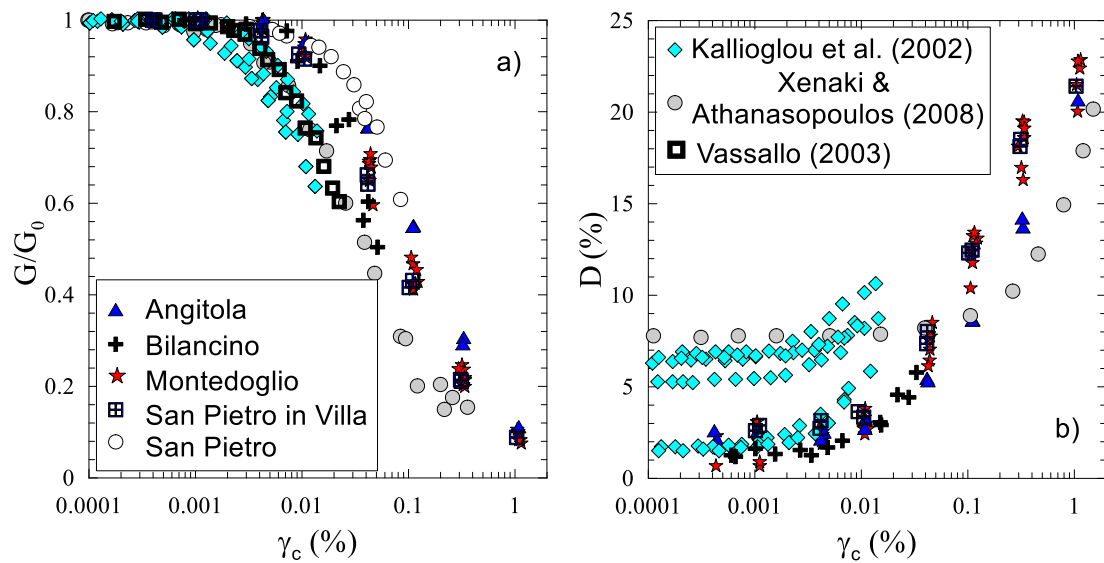 1
0.8
0.6
0.4
0.2
0
G/G0
a)
Angitola
Bilancino
Montedoglio
San Pietro in Villa
San Pietro
0.0001 0.001 0.01 0.1 1
γc (%)
25
20
15
10
5
0
D (%)
Kallioglou et al. (2002)
Xenaki &
Athanasopoulos (2008)
Vassallo (2003)
b)
0.0001 0.001 0.01 0.1 1
γc (%)